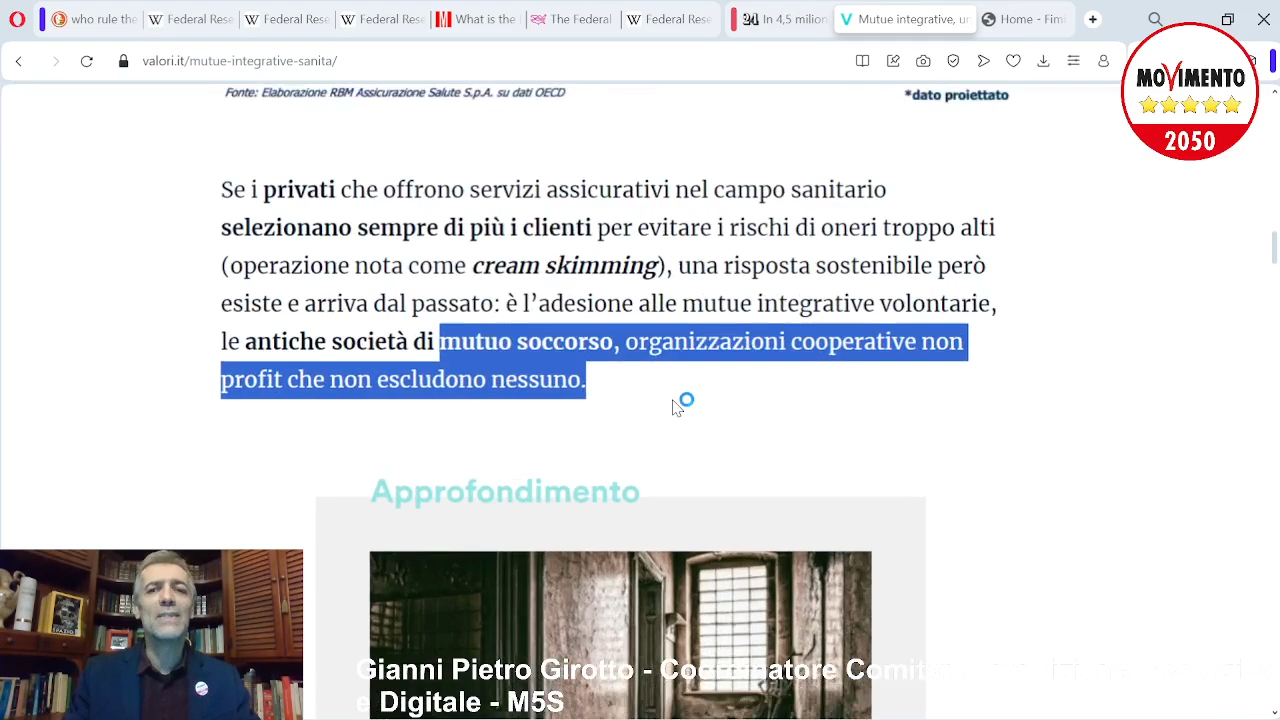 who rule the
Federal Rese
Federal Rese
Federal Rese
What is the
The Federal
Federal Rese
In 4,5 milion
Mutue integrative, un
Home - Fimi
valori.it/mutue-integrative-sanita/
MOVIMENTO
2050
Fonte: Elaborazione RBM Assicurazione Salute S.p.A. su dati OECD
*dato proiettato
Se i privati che offrono servizi assicurativi nel campo sanitario
selezionano sempre di più i clienti per evitare i rischi di oneri troppo alti
(operazione nota come cream skimming), una risposta sostenibile però
esiste e arriva dal passato: è l’adesione alle mutue integrative volontarie,
le antiche società di mutuo soccorso, organizzazioni cooperative non
profit che non escludono nessuno.
Approfondimento
Gianni Pietro Girotto - Coordinatore
e Digitale - M5S